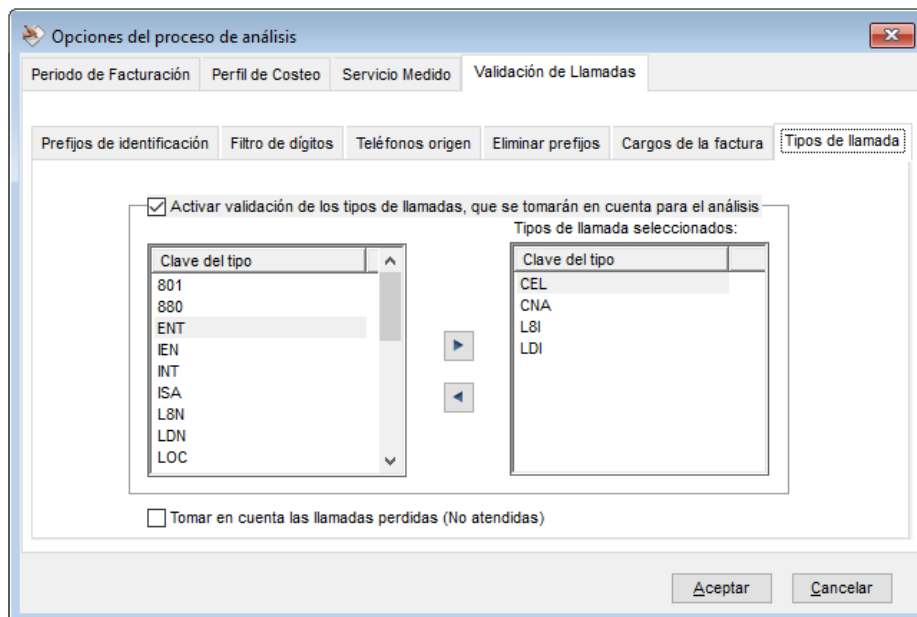 Opciones del proceso de análisis
Periodo de Facturación Perfil de Costeo Servicio Medido Validación de Llamadas
Prefijos de identificación Filtro de dígitos Teléfonos origen Eliminar prefijos Cargos de la factura Tipos de llamada
Activar validación de los tipos de llamadas, que se tomarán en cuenta para el análisis
Tipos de llamada seleccionados:
Clave del tipo
801
880
ENT
IEN
INT
ISA
L8N
LDN
LOC
Clave del tipo
CEL
CNA
L8I
LDI
Tomar en cuenta las llamadas perdidas (No atendidas)
Aceptar Cancelar